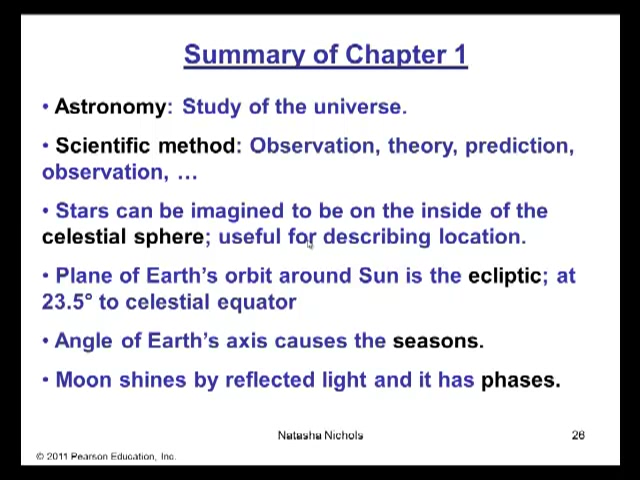 Summary of Chapter 1
• Astronomy: Study of the universe.
• Scientific method: Observation, theory, prediction,
observation, …
• Stars can be imagined to be on the inside of the
celestial sphere; useful for describing location.
• Plane of Earth's orbit around Sun is the ecliptic; at
23.5° to celestial equator
• Angle of Earth's axis causes the seasons.
• Moon shines by reflected light and it has phases.
Natasha Nichols 26
© 2011 Pearson Education, Inc.